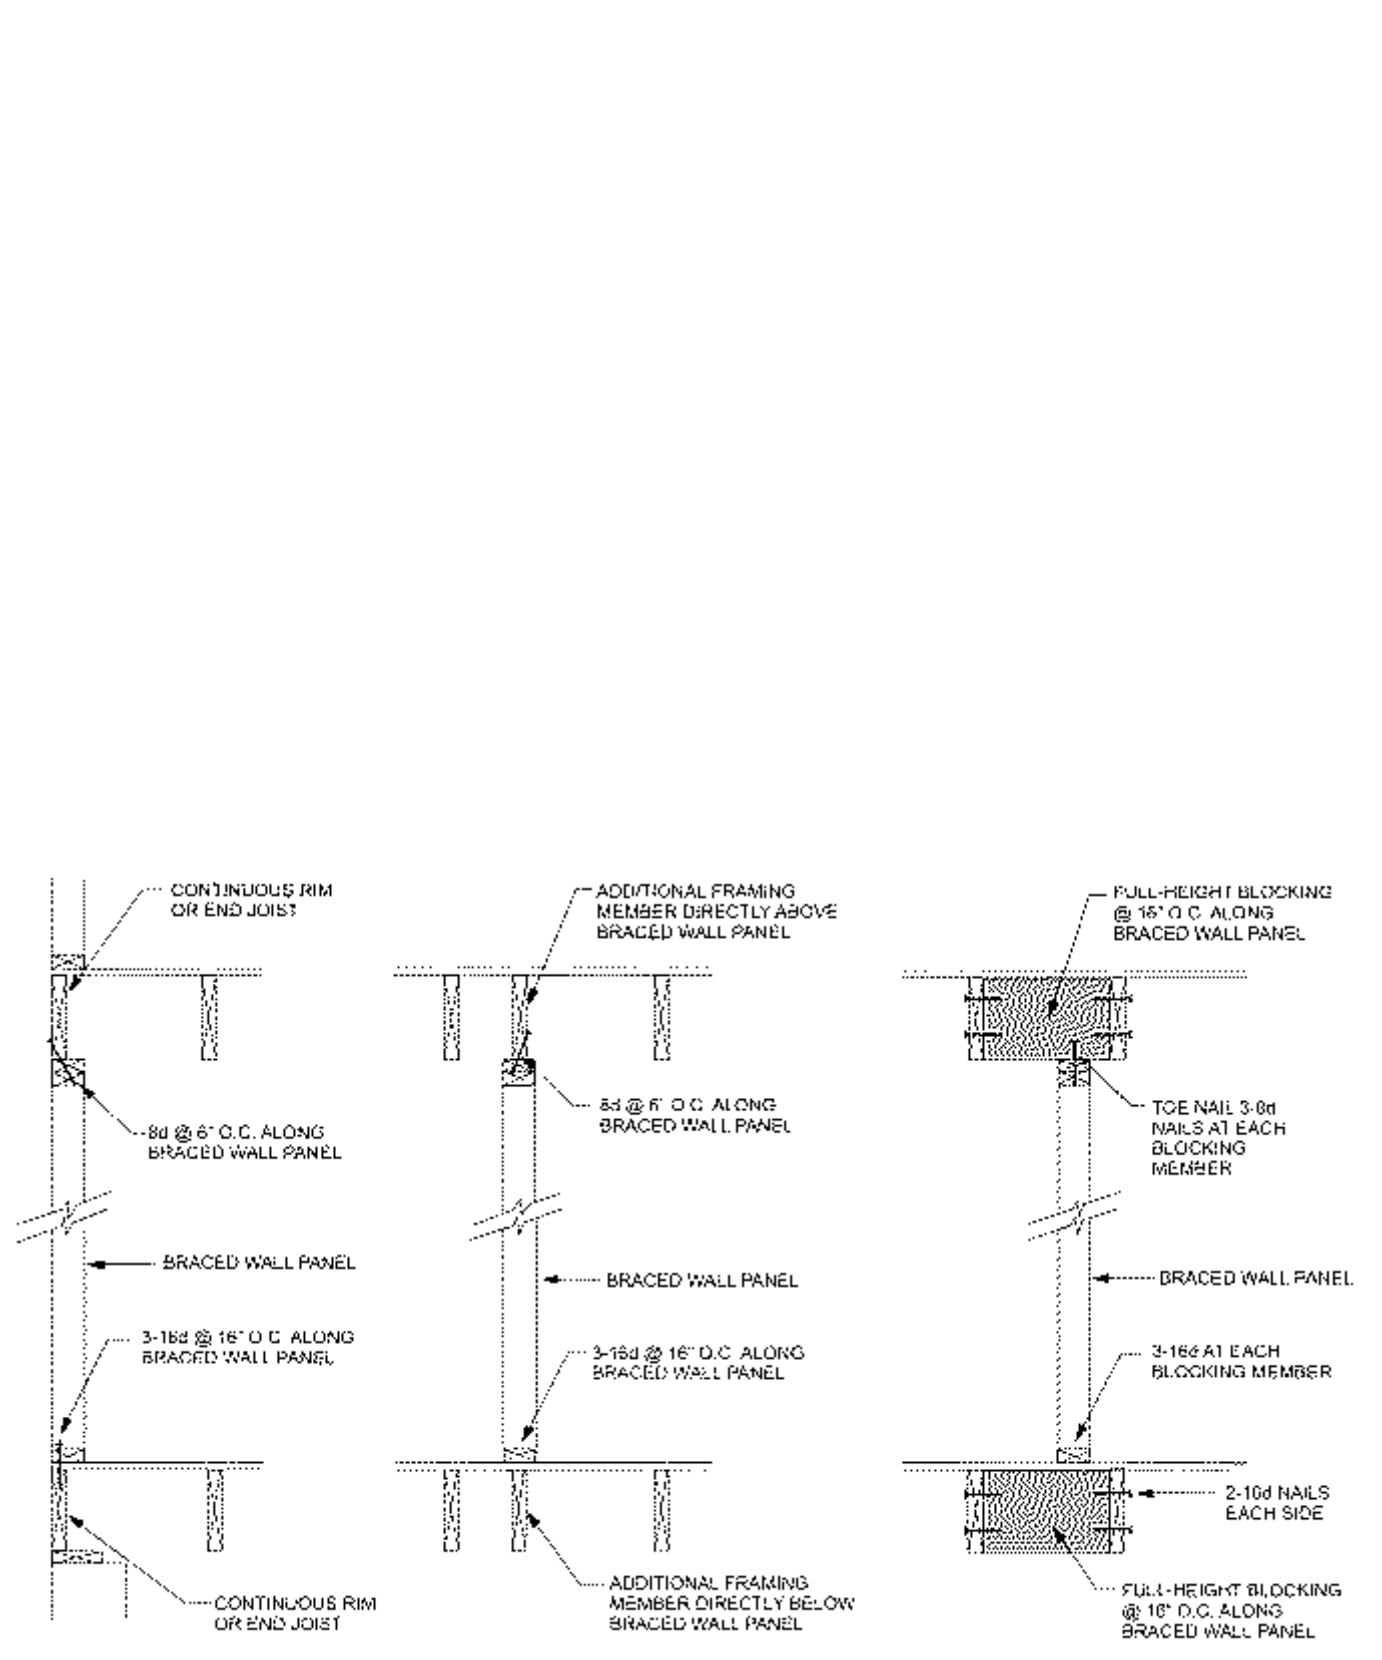 CONTINUOUS RIM
OR END JOIST
8d @ 6" O.C. ALONG
BRACED WALL PANEL
BRACED WALL PANEL
3-16d @ 16" O.C. ALONG
BRACED WALL PANEL
CONTINUOUS RIM
OR END JOIST
ADDITIONAL FRAMING
MEMBER DIRECTLY ABOVE
BRACED WALL PANEL
8d @ 6" O.C. ALONG
BRACED WALL PANEL
BRACED WALL PANEL
3-16d @ 16" O.C. ALONG
BRACED WALL PANEL
ADDITIONAL FRAMING
MEMBER DIRECTLY BELOW
BRACED WALL PANEL
FULL-HEIGHT BLOCKING
@ 16" O.C. ALONG
BRACED WALL PANEL
TOE NAIL 3-8d
NAILS AT EACH
BLOCKING
MEMBER
BRACED WALL PANEL
3-16d AT EACH
BLOCKING MEMBER
2-16d NAILS
EACH SIDE
FULL-HEIGHT BLOCKING
@ 16" O.C. ALONG
BRACED WALL PANEL